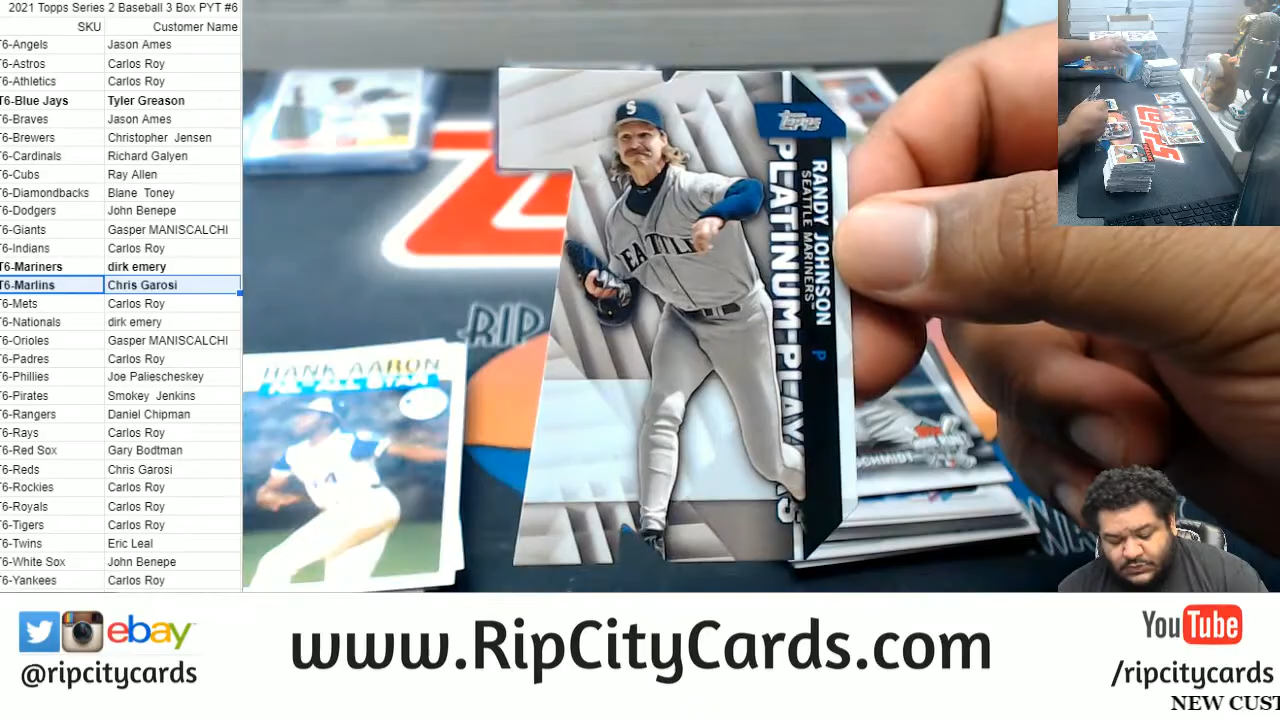 2021 Topps Series 2 Baseball 3 Box PYT #6
SKU Customer Name
T6-Angels Jason Ames
T6-Astros Carlos Roy
T6-Athletics Carlos Roy
T6-Blue Jays Tyler Greason
T6-Braves Jason Ames
T6-Brewers Christopher Jensen
T6-Cardinals Richard Galyen
T6-Cubs Ray Allen
T6-Diamondbacks Blane Toney
T6-Dodgers John Benepe
T6-Giants Gasper MANISCALCHI
T6-Indians Carlos Roy
T6-Mariners dirk emery
T6-Marlins Chris Garosi
T6-Mets Carlos Roy
T6-Nationals dirk emery
T6-Orioles Gasper MANISCALCHI
T6-Padres Carlos Roy
T6-Phillies Joe Paliescheskey
T6-Pirates Smokey Jenkins
T6-Rangers Daniel Chipman
T6-Rays Carlos Roy
T6-Red Sox Gary Bodtman
T6-Reds Chris Garosi
T6-Rockies Carlos Roy
T6-Royals Carlos Roy
T6-Tigers Carlos Roy
T6-Twins Eric Leal
T6-White Sox John Benepe
T6-Yankees Carlos Roy
Topps
RANDY JOHNSON P
SEATTLE MARINERS™
PLATINUM PLAYERS
S
SEATTLE
RIP
HANK AARON
SCHMIDT
ebay
@ripcitycards
www.RipCityCards.com
YouTube
/ripcitycards
NEW CUST